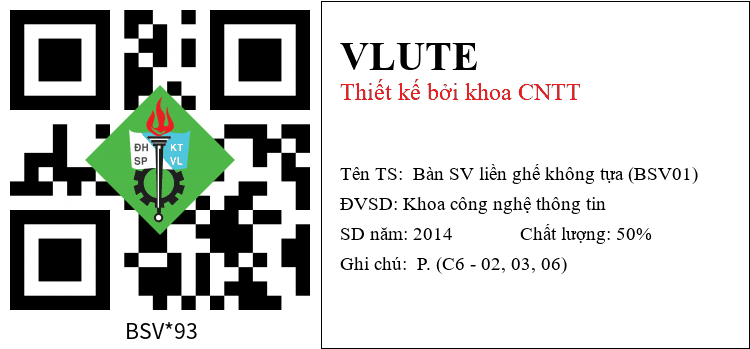 ĐH KT
SP VL
BSV*93
VLUTE
Thiết kế bởi khoa CNTT
Tên TS: Bàn SV liền ghế không tựa (BSV01)
ĐVSD: Khoa công nghệ thông tin
SD năm: 2014 Chất lượng: 50%
Ghi chú: P. (C6 - 02, 03, 06)